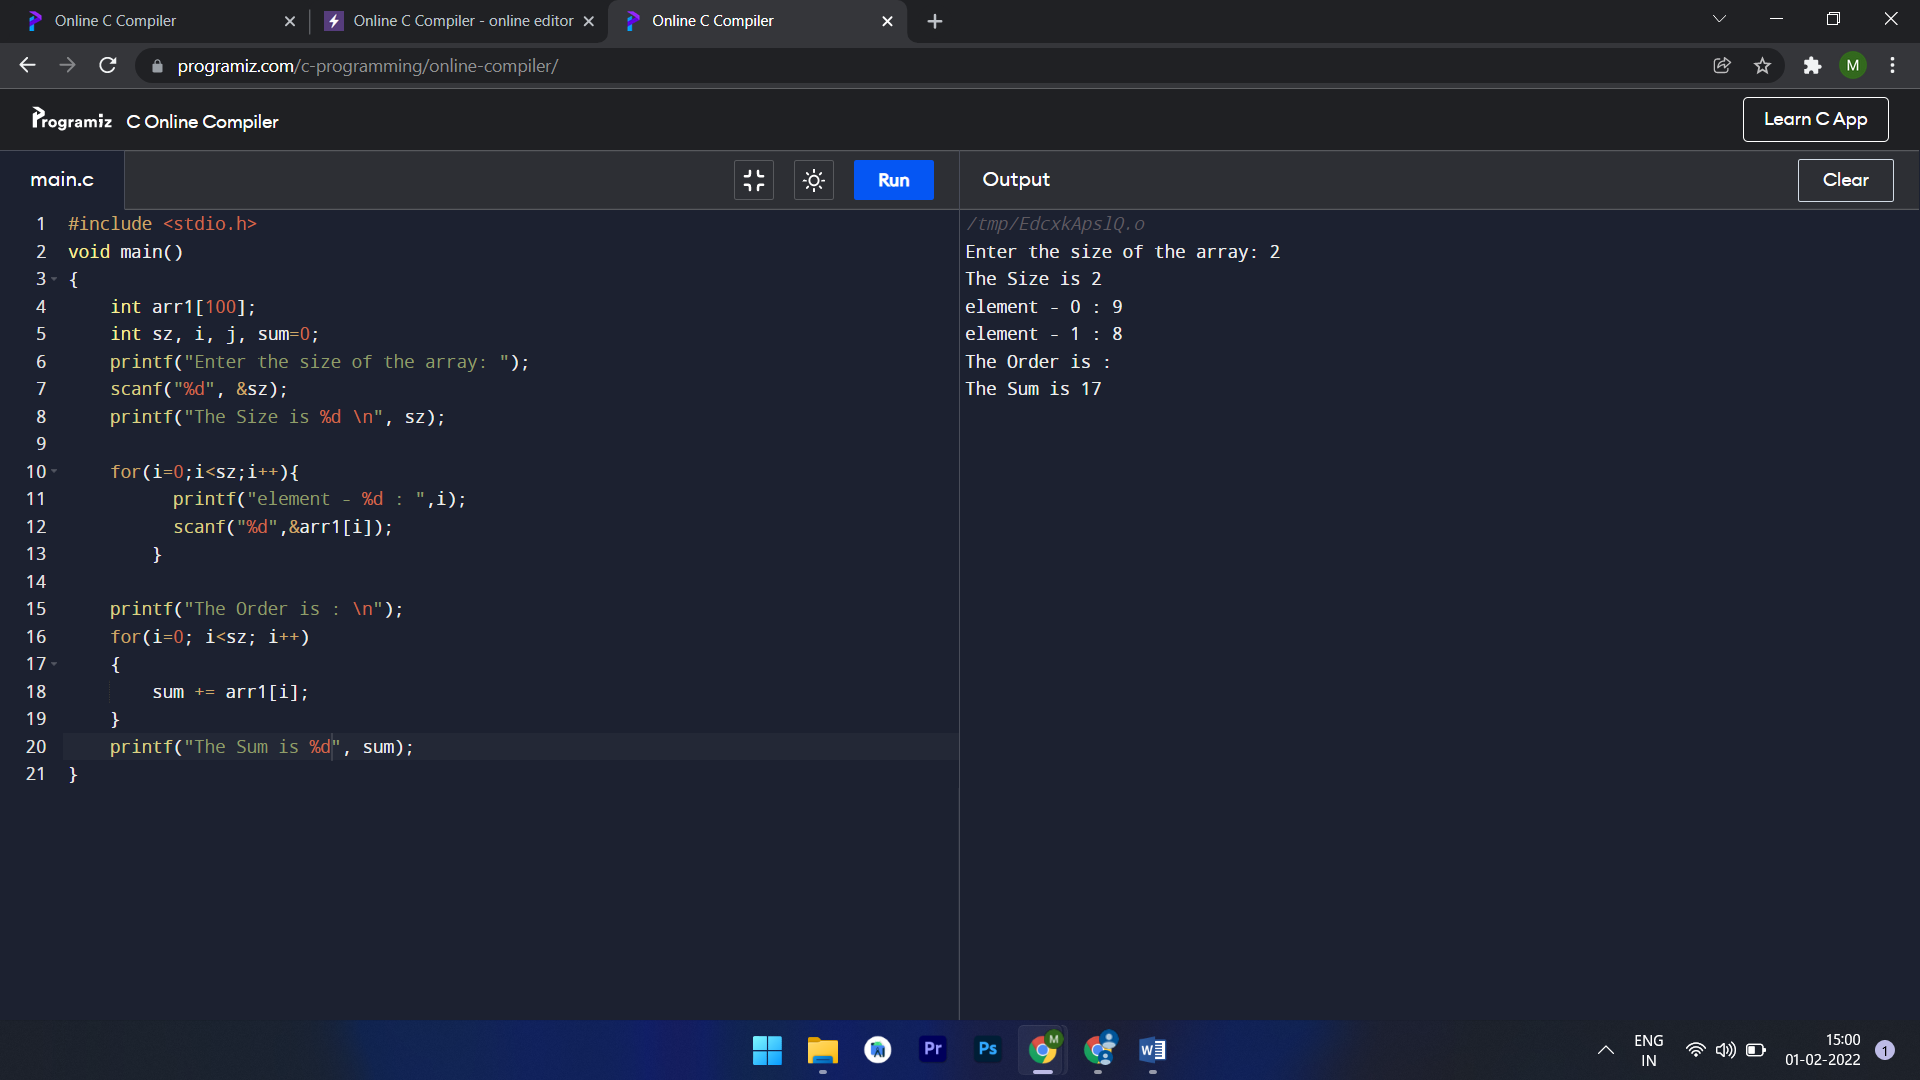 Online C Compiler
Online C Compiler - online editor
Online C Compiler
programiz.com/c-programming/online-compiler/
M
Programiz C Online Compiler
Learn C App
main.c
Run
Output
Clear
1 #include <stdio.h>
2 void main()
3 {
4 int arr1[100];
5 int sz, i, j, sum=0;
6 printf("Enter the size of the array: ");
7 scanf("%d", &sz);
8 printf("The Size is %d \n", sz);
9
10 for(i=0;i<sz;i++){
11 printf("element - %d : ",i);
12 scanf("%d",&arr1[i]);
13 }
14
15 printf("The Order is : \n");
16 for(i=0; i<sz; i++)
17 {
18 sum += arr1[i];
19 }
20 printf("The Sum is %d", sum);
21 }
/tmp/EdcxkApslQ.o
Enter the size of the array: 2
The Size is 2
element - 0 : 9
element - 1 : 8
The Order is :
The Sum is 17
Pr
Ps
M
W
ENG
IN
15:00
01-02-2022
1